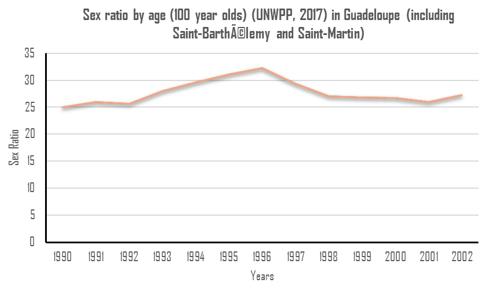 Sex ratio by age (100 year olds) (UNWPP, 2017) in Guadeloupe (including
Saint-BarthÃ©lemy and Saint-Martin)
35
30
25
20
15
10
5
0
Sex Ratio
1990 1991 1992 1993 1994 1995 1996 1997 1998 1999 2000 2001 2002
Years